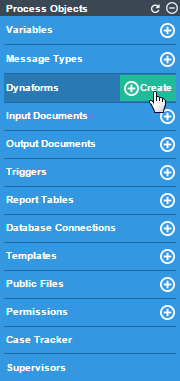 Process Objects
Variables
Message Types
Dynaforms Create
Input Documents
Output Documents
Triggers
Report Tables
Database Connections
Templates
Public Files
Permissions
Case Tracker
Supervisors